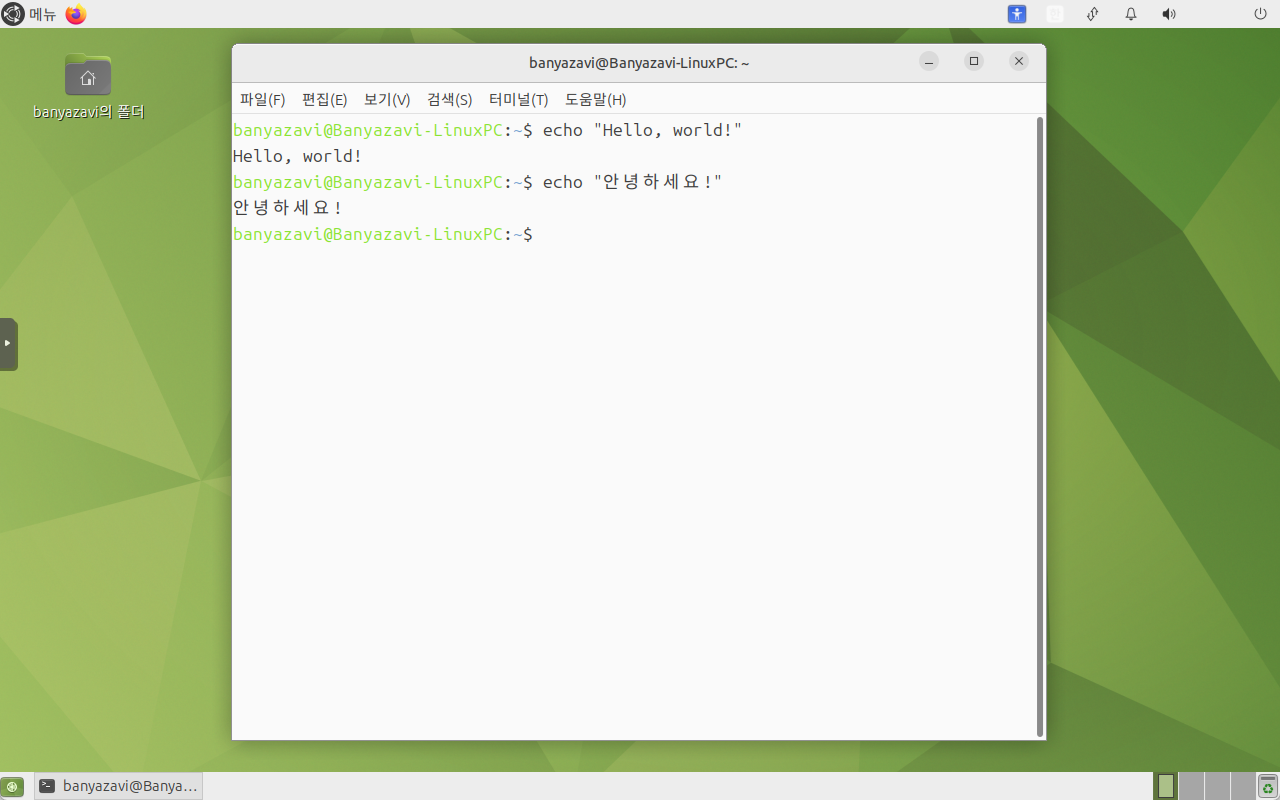 메뉴
banyazavi의 폴더
banyazavi@Banyazavi-LinuxPC: ~
파일(F) 편집(E) 보기(V) 검색(S) 터미널(T) 도움말(H)
banyazavi@Banyazavi-LinuxPC:~$ echo "Hello, world!"
Hello, world!
banyazavi@Banyazavi-LinuxPC:~$ echo "안녕하세요!"
안녕하세요!
banyazavi@Banyazavi-LinuxPC:~$
banyazavi@Banya...